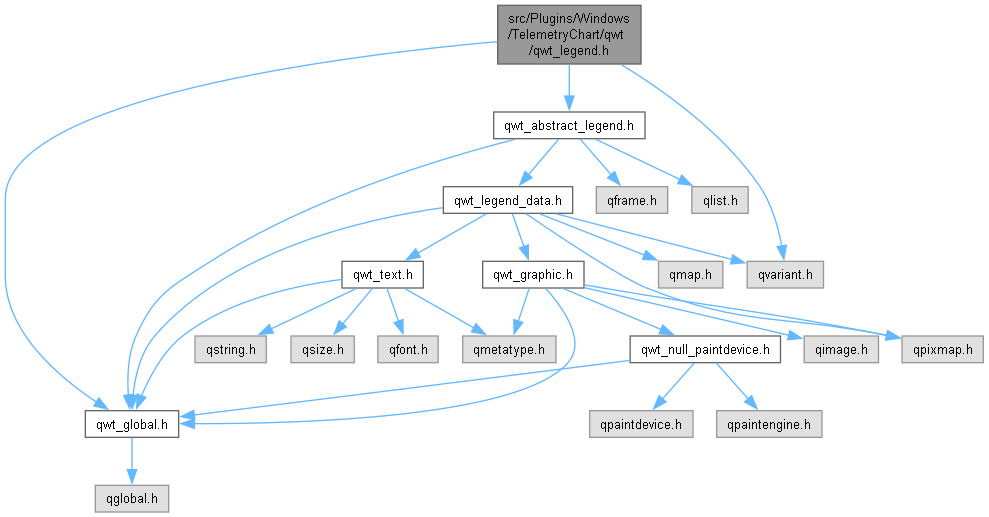 src/Plugins/Windows
/TelemetryChart/qwt
/qwt_legend.h
qwt_abstract_legend.h
qwt_legend_data.h
qframe.h
qlist.h
qwt_text.h
qwt_graphic.h
qmap.h
qvariant.h
qstring.h
qsize.h
qfont.h
qmetatype.h
qwt_null_paintdevice.h
qimage.h
qpixmap.h
qwt_global.h
qpaintdevice.h
qpaintengine.h
qglobal.h